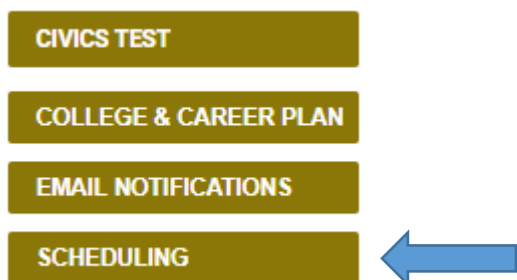 CIVICS TEST
COLLEGE & CAREER PLAN
EMAIL NOTIFICATIONS
SCHEDULING